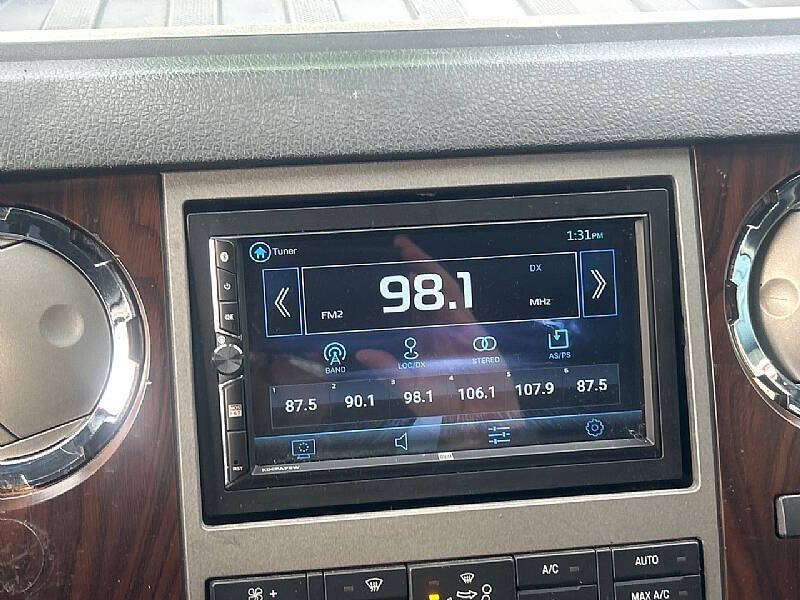 Tuner
1:31PM
98.1
DX
FM2
MHz
BAND
LOC/DX
STEREO
AS/PS
1 2 3 4 5 6
87.5 90.1 98.1 106.1 107.9 87.5
RST
+
A/C
AUTO
MAX A/C